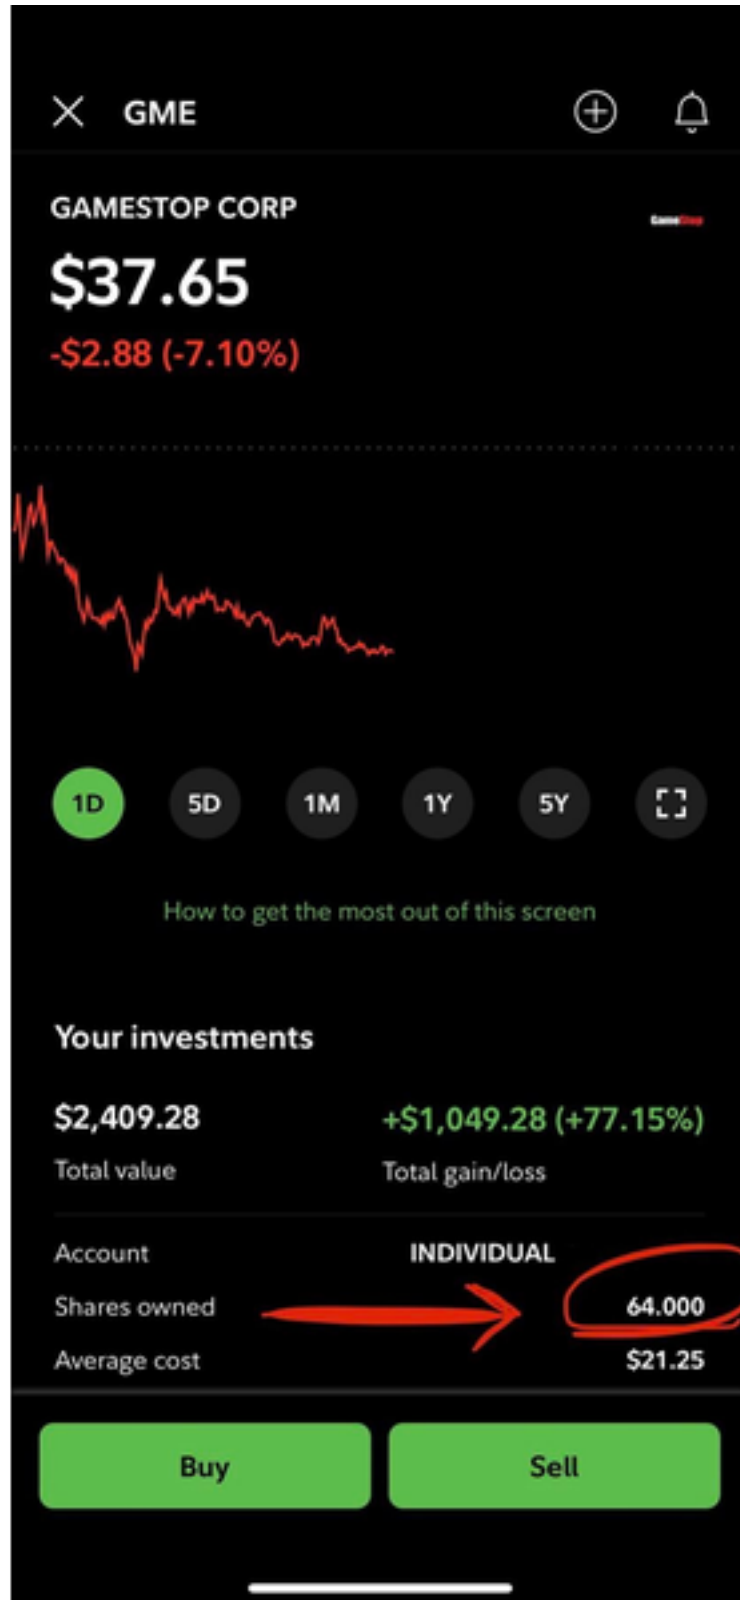 GME
GAMESTOP CORP
GameStop
$37.65
-$2.88 (-7.10%)
1D 5D 1M 1Y 5Y
How to get the most out of this screen
Your investments
$2,409.28 +$1,049.28 (+77.15%)
Total value Total gain/loss
Account INDIVIDUAL
Shares owned 64.000
Average cost $21.25
Buy Sell